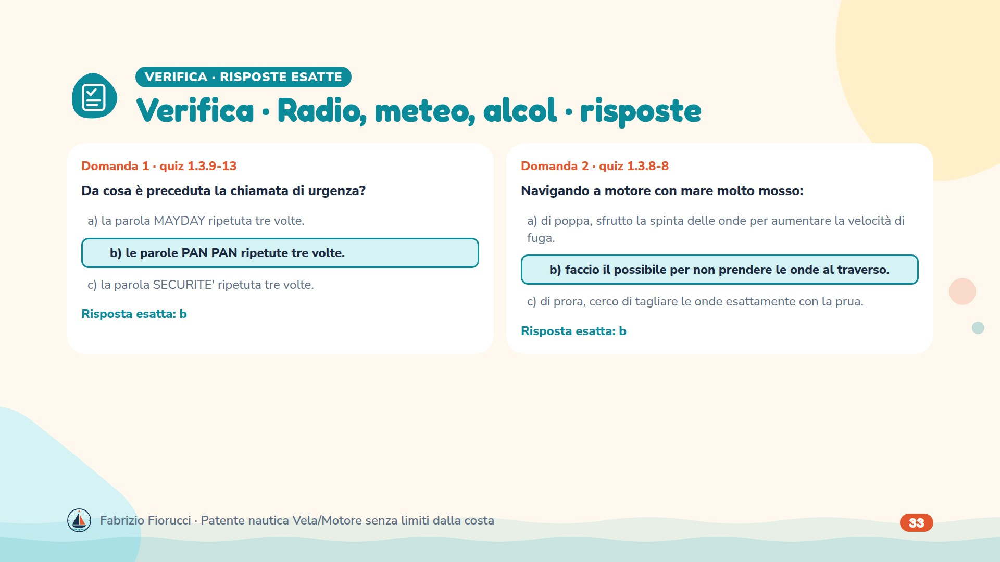 VERIFICA · RISPOSTE ESATTE
Verifica · Radio, meteo, alcol · risposte
Domanda 1 · quiz 1.3.9-13
Da cosa è preceduta la chiamata di urgenza?
a) la parola MAYDAY ripetuta tre volte.
b) le parole PAN PAN ripetute tre volte.
c) la parola SECURITE' ripetuta tre volte.
Risposta esatta: b
Domanda 2 · quiz 1.3.8-8
Navigando a motore con mare molto mosso:
a) di poppa, sfrutto la spinta delle onde per aumentare la velocità di
fuga.
b) faccio il possibile per non prendere le onde al traverso.
c) di prora, cerco di tagliare le onde esattamente con la prua.
Risposta esatta: b
Fabrizio Fiorucci · Patente nautica Vela/Motore senza limiti dalla costa
33